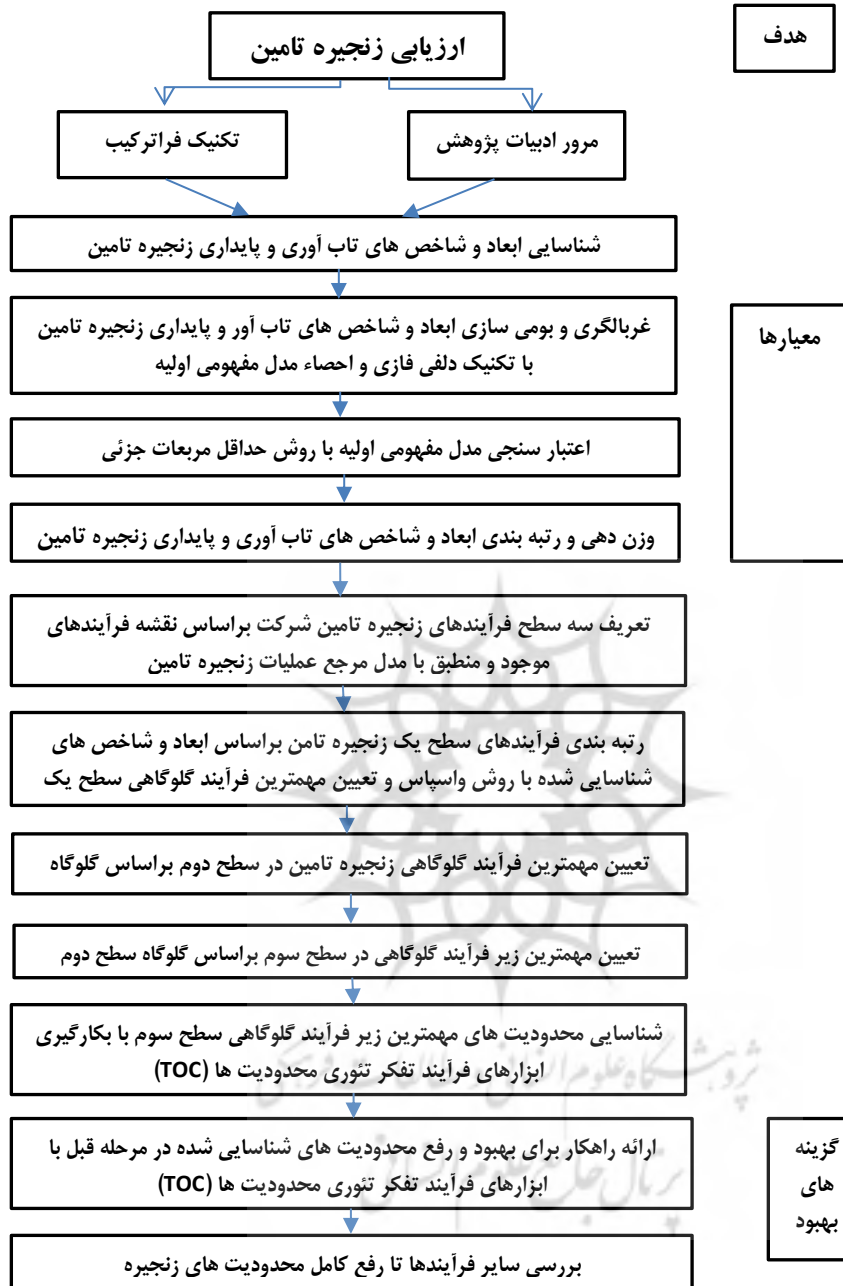 هدف
ارزیابی زنجیره تامین
مرور ادبیات پژوهش
تکنیک فراترکیب
شناسایی ابعاد و شاخص های تاب آوری و پایداری زنجیره تامین
معیارها
غربالگری و بومی سازی ابعاد و شاخص های تاب آور و پایداری زنجیره تامین
با تکنیک دلفی فازی و احصاء مدل مفهومی اولیه
اعتبار سنجی مدل مفهومی اولیه با روش حداقل مربعات جزئی
وزن دهی و رتبه بندی ابعاد و شاخص های تاب آوری و پایداری زنجیره تامین
تعریف سه سطح فرآیندهای زنجیره تامین شرکت براساس نقشه فرآیندهای
موجود و منطبق با مدل مرجع عملیات زنجیره تامین
رتبه بندی فرآیندهای سطح یک زنجیره تامن براساس ابعاد و شاخص های
شناسایی شده با روش واسپاس و تعیین مهمترین فرآیند گلوگاهی سطح یک
تعیین مهمترین فرآیند گلوگاهی زنجیره تامین در سطح دوم براساس گلوگاه
تعیین مهمترین زیر فرآیند گلوگاهی در سطح سوم براساس گلوگاه سطح دوم
شناسایی محدودیت های مهمترین زیر فرآیند گلوگاهی سطح سوم با بکارگیری
ابزارهای فرآیند تفکر تئوری محدودیت ها (TOC)
پژوهشگاه علوم انسانی و مطالعات فرهنگی
گزینه
های
بهبود
ارائه راهکار برای بهبود و رفع محدودیت های شناسایی شده در مرحله قبل با
ابزارهای فرآیند تفکر تئوری محدودیت ها (TOC)
پرتال جامع علوم انسانی
بررسی سایر فرآیندها تا رفع کامل محدودیت های زنجیره